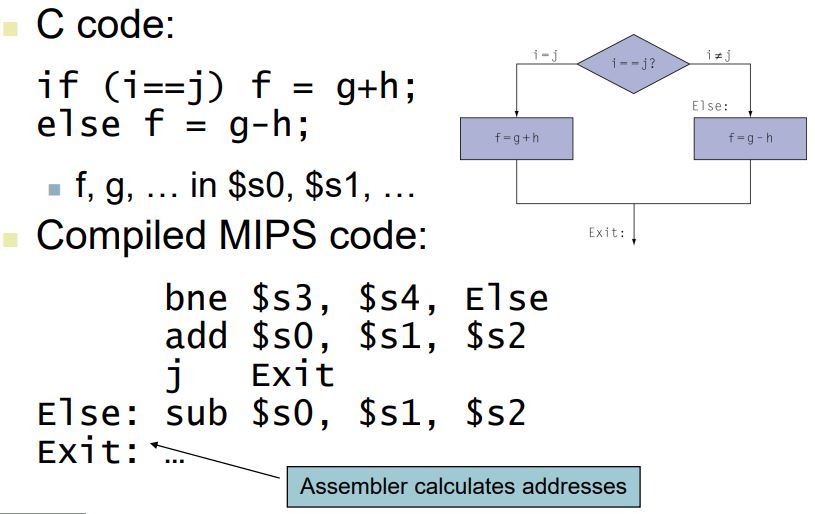 C code:
if (i==j) f = g+h;
else f = g-h;
f, g, … in $s0, $s1, …
Compiled MIPS code:
bne $s3, $s4, Else
add $s0, $s1, $s2
j Exit
Else: sub $s0, $s1, $s2
Exit: …
Assembler calculates addresses
i=j
i==j?
i≠j
Else:
f=g+h
f=g-h
Exit: